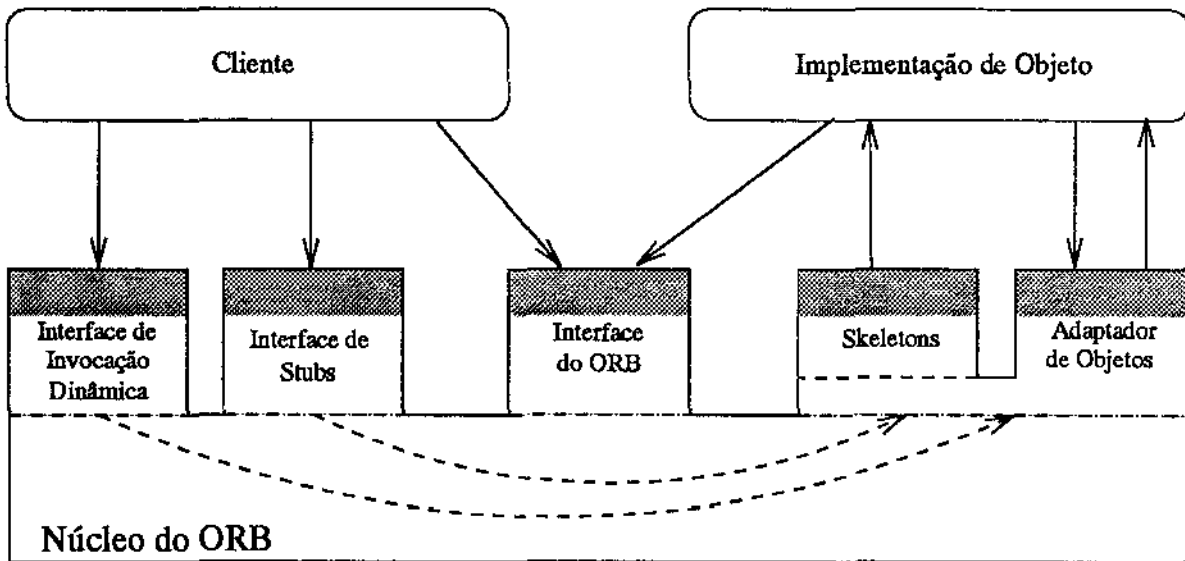 Cliente
Implementação de Objeto
Interface de
Invocação
Dinâmica
Interface de
Stubs
Interface
do ORB
Skeletons
Adaptador
de Objetos
Núcleo do ORB